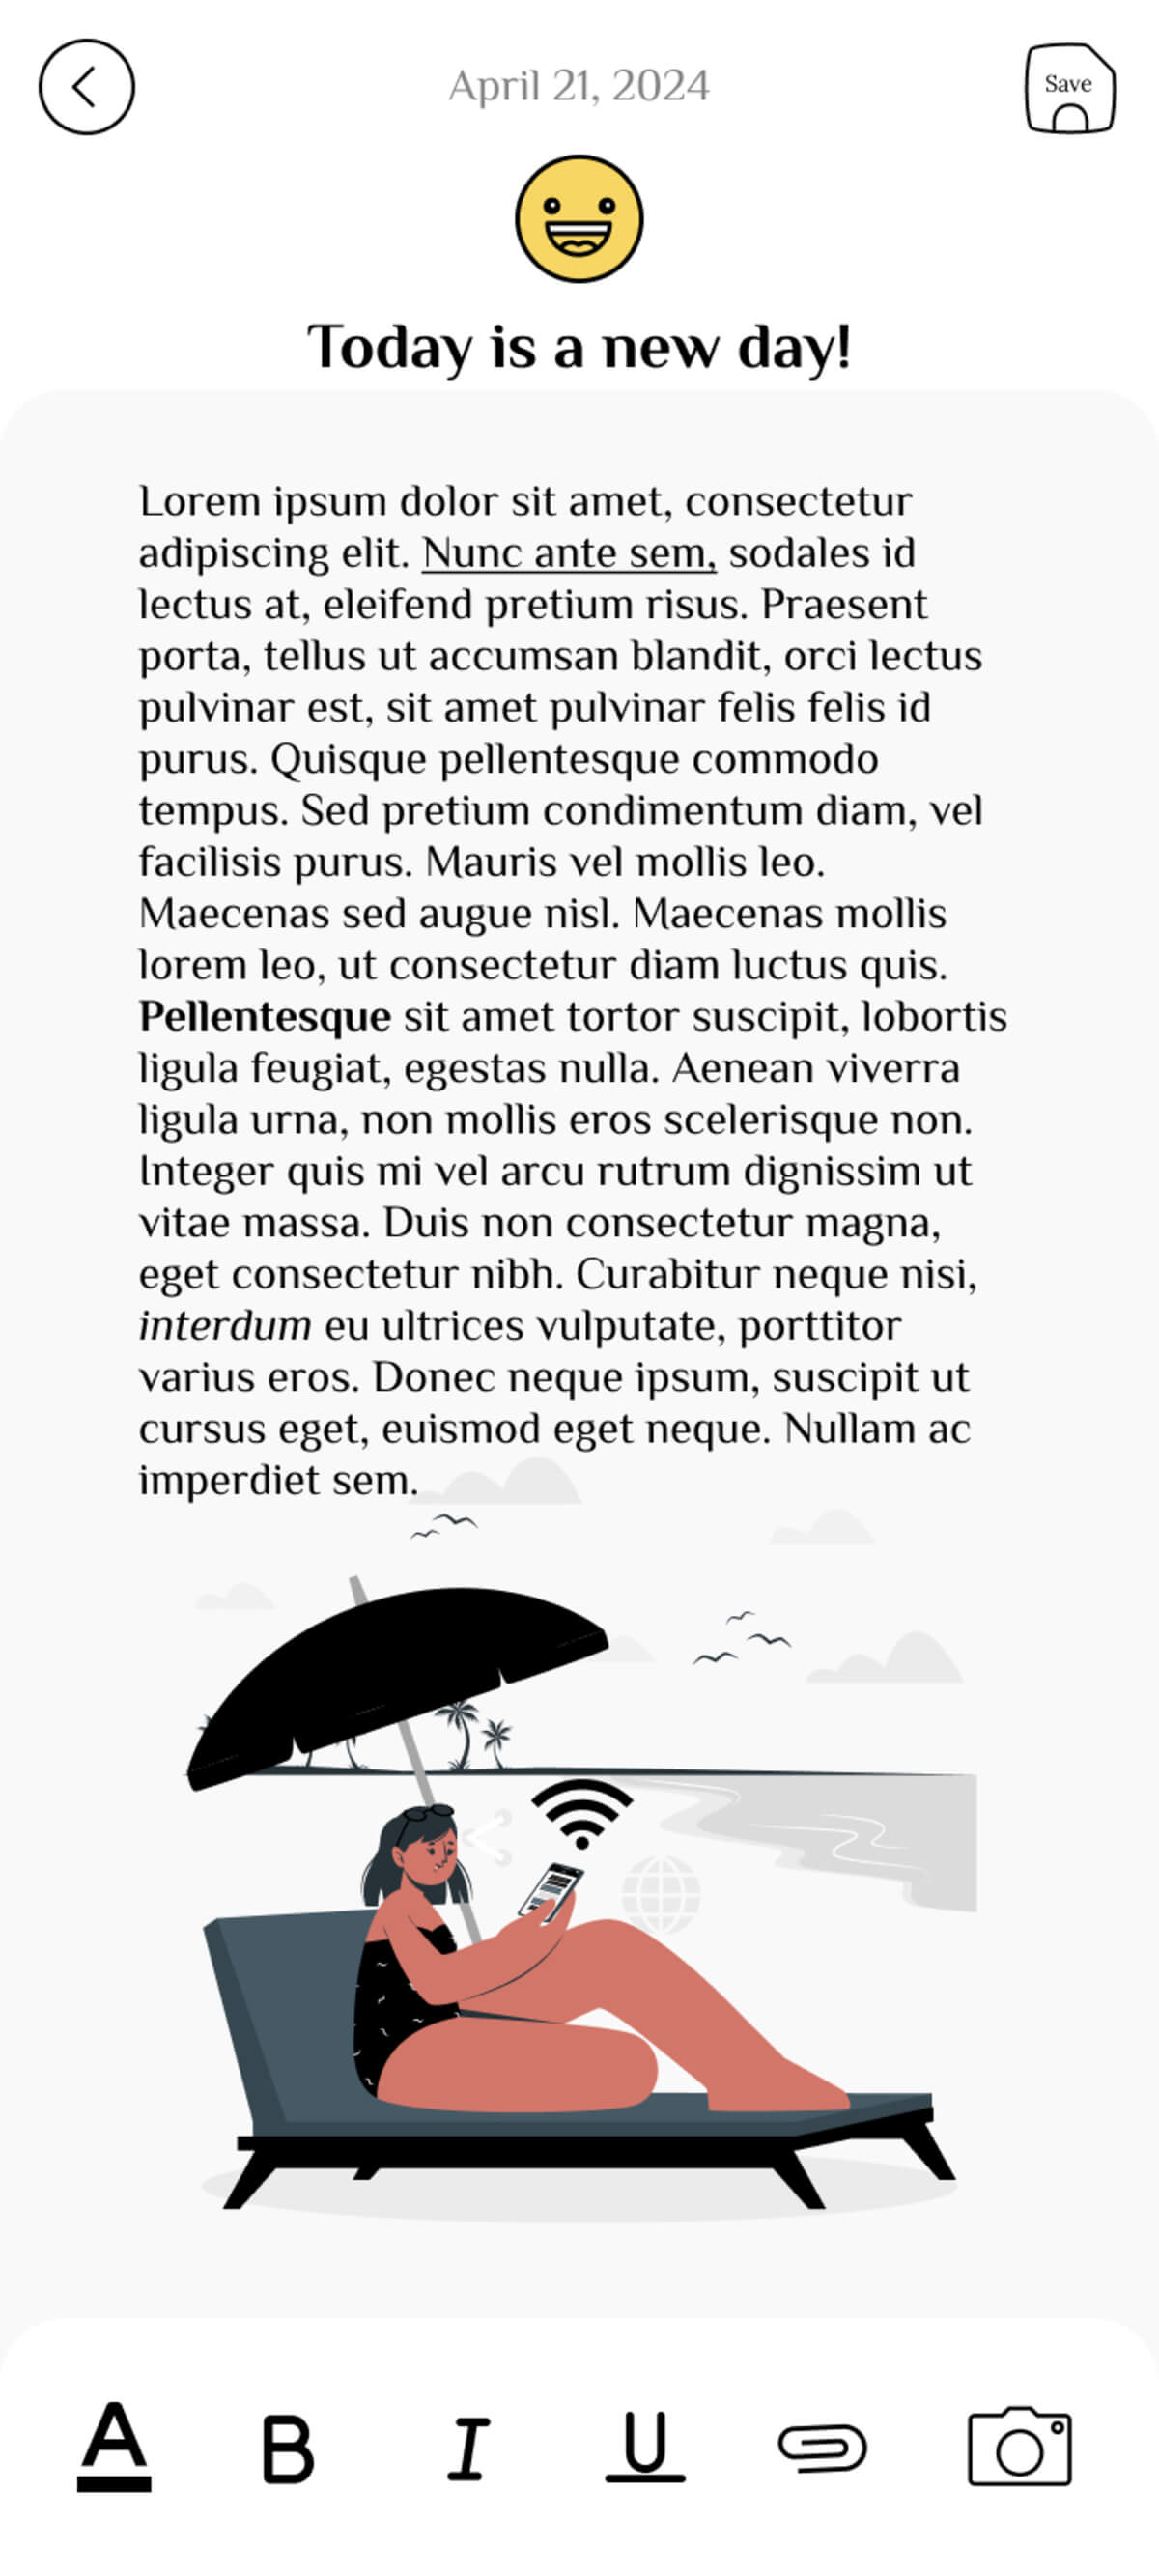 April 21, 2024
Save
Today is a new day!
Lorem ipsum dolor sit amet, consectetur
adipiscing elit. Nunc ante sem, sodales id
lectus at, eleifend pretium risus. Praesent
porta, tellus ut accumsan blandit, orci lectus
pulvinar est, sit amet pulvinar felis felis id
purus. Quisque pellentesque commodo
tempus. Sed pretium condimentum diam, vel
facilisis purus. Mauris vel mollis leo.
Maecenas sed augue nisl. Maecenas mollis
lorem leo, ut consectetur diam luctus quis.
Pellentesque sit amet tortor suscipit, lobortis
ligula feugiat, egestas nulla. Aenean viverra
ligula urna, non mollis eros scelerisque non.
Integer quis mi vel arcu rutrum dignissim ut
vitae massa. Duis non consectetur magna,
eget consectetur nibh. Curabitur neque nisi,
interdum eu ultrices vulputate, porttitor
varius eros. Donec neque ipsum, suscipit ut
cursus eget, euismod eget neque. Nullam ac
imperdiet sem.
A B I U